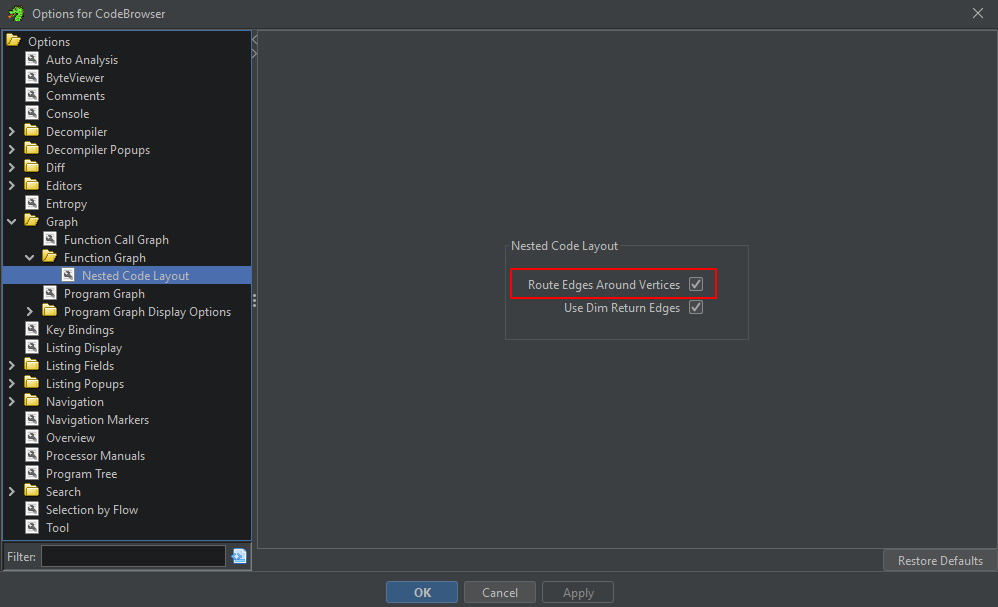 Options for CodeBrowser
Options
Auto Analysis
ByteViewer
Comments
Console
Decompiler
Decompiler Popups
Diff
Editors
Entropy
Graph
Function Call Graph
Function Graph
Nested Code Layout
Program Graph
Program Graph Display Options
Key Bindings
Listing Display
Listing Fields
Listing Popups
Navigation
Navigation Markers
Overview
Processor Manuals
Program Tree
Search
Selection by Flow
Tool
Filter:
Nested Code Layout
Route Edges Around Vertices
Use Dim Return Edges
Restore Defaults
OK Cancel Apply